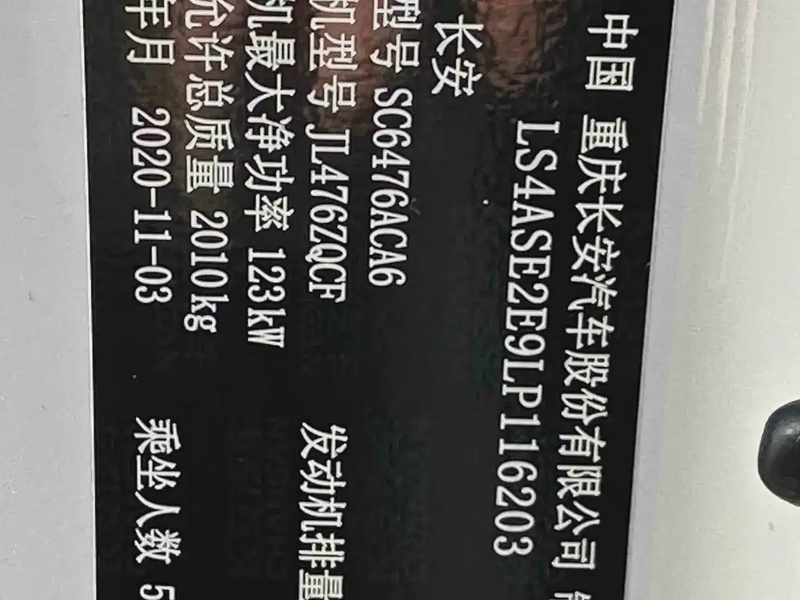 中国 重庆长安汽车股份有限公司
LS4ASE2E9LP116203
长安
型号 SC6476ACA6
机型号 JL476ZQCF 发动机排量
机最大净功率 123kW
允许总质量 2010kg
年月 2020-11-03 乘坐人数 5